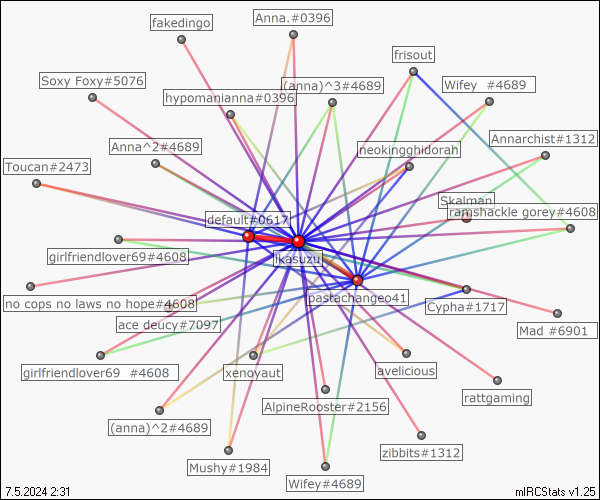 fakedingo
Anna.#0396
frisout
Soxy Foxy#5076
(anna)^3#4689
Wifey #4689
hypomanianna#0396
Annarchist#1312
Anna^2#4689
neokingghidorah
Toucan#2473
Skalman
ramshackle gorey#4608
default#0617
ikasuzu
girlfriendlover69#4608
pastachangeo41
no cops no laws no hope#4608
Cypha#1717
ace deucy#7097
Mad #6901
girlfriendlover69 #4608
xenoyaut
avelicious
rattgaming
AlpineRooster#2156
(anna)^2#4689
zibbits#1312
Mushy#1984
Wifey#4689
7.5.2024 2:31
mIRCStats v1.25